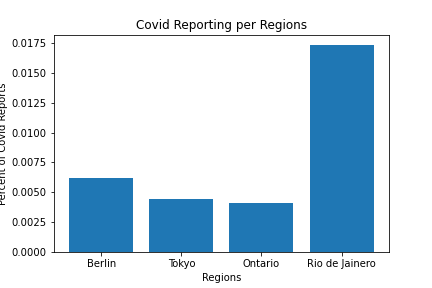 Covid Reporting per Regions
Percent of Covid Reports
0.0175
0.0150
0.0125
0.0100
0.0075
0.0050
0.0025
0.0000
Berlin
Tokyo
Ontario
Rio de Jainero
Regions